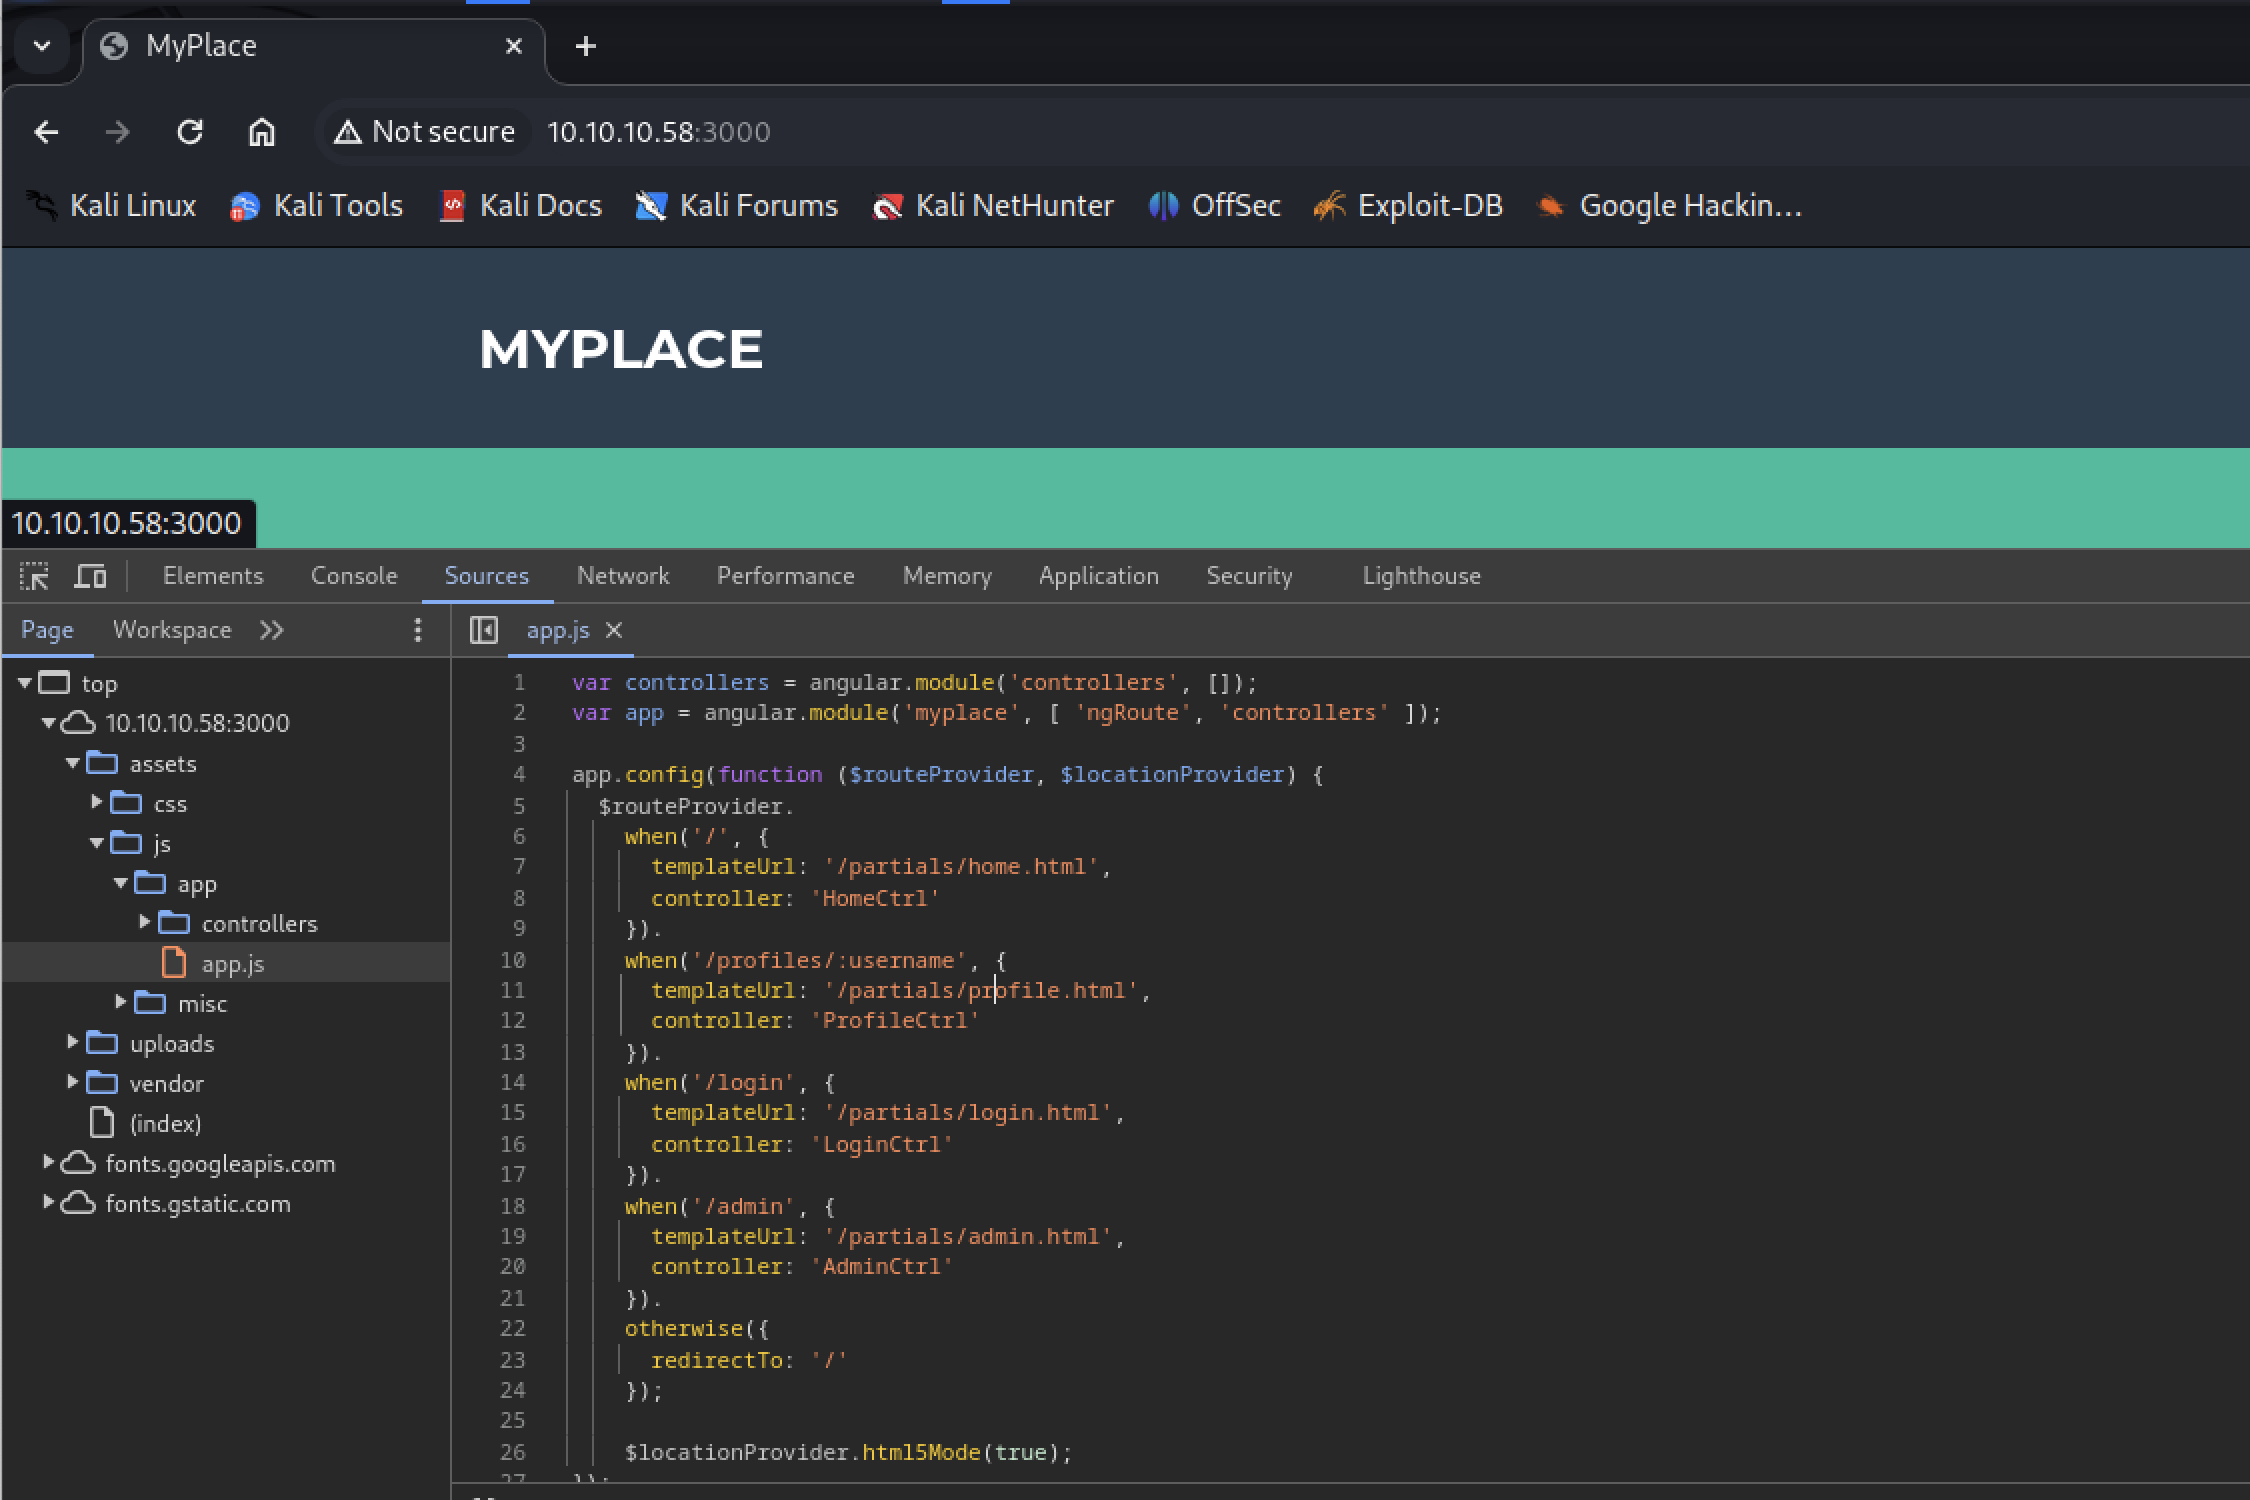 MyPlace
Not secure 10.10.10.58:3000
Kali Linux Kali Tools Kali Docs Kali Forums Kali NetHunter OffSec Exploit-DB Google Hackin...
MYPLACE
10.10.10.58:3000
Elements Console Sources Network Performance Memory Application Security Lighthouse
Page Workspace
app.js
top
10.10.10.58:3000
assets
css
js
app
controllers
app.js
misc
uploads
vendor
(index)
fonts.googleapis.com
fonts.gstatic.com
1 var controllers = angular.module('controllers', []);
2 var app = angular.module('myplace', [ 'ngRoute', 'controllers' ]);
3
4 app.config(function ($routeProvider, $locationProvider) {
5 $routeProvider.
6 when('/', {
7 templateUrl: '/partials/home.html',
8 controller: 'HomeCtrl'
9 }).
10 when('/profiles/:username', {
11 templateUrl: '/partials/profile.html',
12 controller: 'ProfileCtrl'
13 }).
14 when('/login', {
15 templateUrl: '/partials/login.html',
16 controller: 'LoginCtrl'
17 }).
18 when('/admin', {
19 templateUrl: '/partials/admin.html',
20 controller: 'AdminCtrl'
21 }).
22 otherwise({
23 redirectTo: '/'
24 });
25
26 $locationProvider.html5Mode(true);
27 });